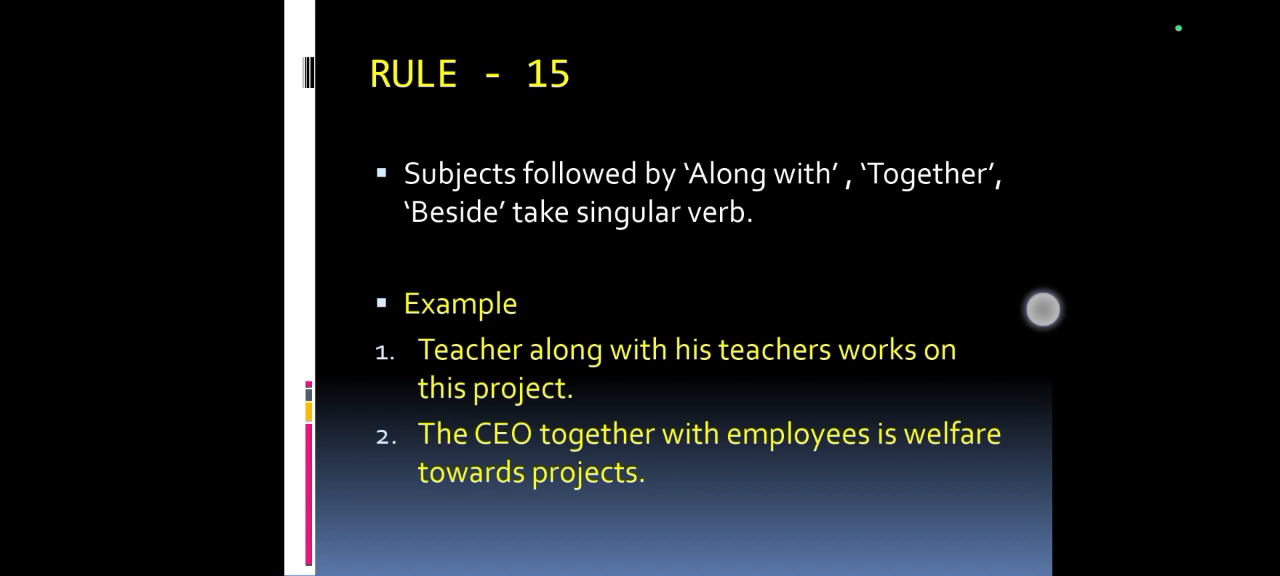 RULE - 15
▪ Subjects followed by ‘Along with’ , ‘Together’,
‘Beside’ take singular verb.
▪ Example
1. Teacher along with his teachers works on
this project.
2. The CEO together with employees is welfare
towards projects.